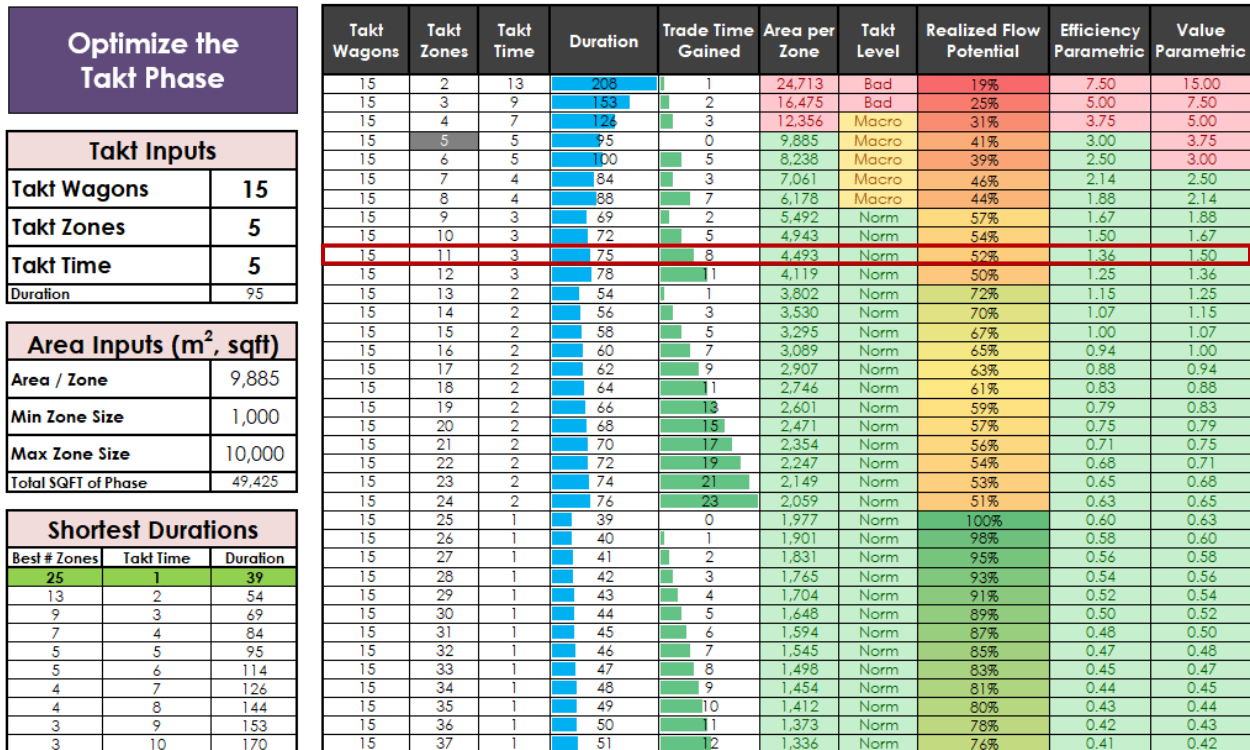 Optimize the
Takt Phase
Takt Inputs
Takt Wagons 15
Takt Zones 5
Takt Time 5
Duration 95
Area Inputs (m², sqft)
Area / Zone 9,885
Min Zone Size 1,000
Max Zone Size 10,000
Total SQFT of Phase 49,425
Shortest Durations
Best # Zones Takt Time Duration
25 1 39
13 2 54
9 3 69
7 4 84
5 5 95
5 6 114
4 7 126
4 8 144
3 9 153
3 10 170
Takt Wagons Takt Zones Takt Time Duration Trade Time Gained Area per Zone Takt Level Realized Flow Potential Efficiency Parametric Value Parametric
15 2 13 208 1 24,713 Bad 19% 7.50 15.00
15 3 9 153 2 16,475 Bad 25% 5.00 7.50
15 4 7 126 3 12,356 Macro 31% 3.75 5.00
15 5 5 95 0 9,885 Macro 41% 3.00 3.75
15 6 5 100 5 8,238 Macro 39% 2.50 3.00
15 7 4 84 3 7,061 Macro 46% 2.14 2.50
15 8 4 88 7 6,178 Macro 44% 1.88 2.14
15 9 3 69 2 5,492 Norm 57% 1.67 1.88
15 10 3 72 5 4,943 Norm 54% 1.50 1.67
15 11 3 75 8 4,493 Norm 52% 1.36 1.50
15 12 3 78 11 4,119 Norm 50% 1.25 1.36
15 13 2 54 1 3,802 Norm 72% 1.15 1.25
15 14 2 56 3 3,530 Norm 70% 1.07 1.15
15 15 2 58 5 3,295 Norm 67% 1.00 1.07
15 16 2 60 7 3,089 Norm 65% 0.94 1.00
15 17 2 62 9 2,907 Norm 63% 0.88 0.94
15 18 2 64 11 2,746 Norm 61% 0.83 0.88
15 19 2 66 13 2,601 Norm 59% 0.79 0.83
15 20 2 68 15 2,471 Norm 57% 0.75 0.79
15 21 2 70 17 2,354 Norm 56% 0.71 0.75
15 22 2 72 19 2,247 Norm 54% 0.68 0.71
15 23 2 74 21 2,149 Norm 53% 0.65 0.68
15 24 2 76 23 2,059 Norm 51% 0.63 0.65
15 25 1 39 0 1,977 Norm 100% 0.60 0.63
15 26 1 40 1 1,901 Norm 98% 0.58 0.60
15 27 1 41 2 1,831 Norm 95% 0.56 0.58
15 28 1 42 3 1,765 Norm 93% 0.54 0.56
15 29 1 43 4 1,704 Norm 91% 0.52 0.54
15 30 1 44 5 1,648 Norm 89% 0.50 0.52
15 31 1 45 6 1,594 Norm 87% 0.48 0.50
15 32 1 46 7 1,545 Norm 85% 0.47 0.48
15 33 1 47 8 1,498 Norm 83% 0.45 0.47
15 34 1 48 9 1,454 Norm 81% 0.44 0.45
15 35 1 49 10 1,412 Norm 80% 0.43 0.44
15 36 1 50 11 1,373 Norm 78% 0.42 0.43
15 37 1 51 12 1,336 Norm 76% 0.41 0.42